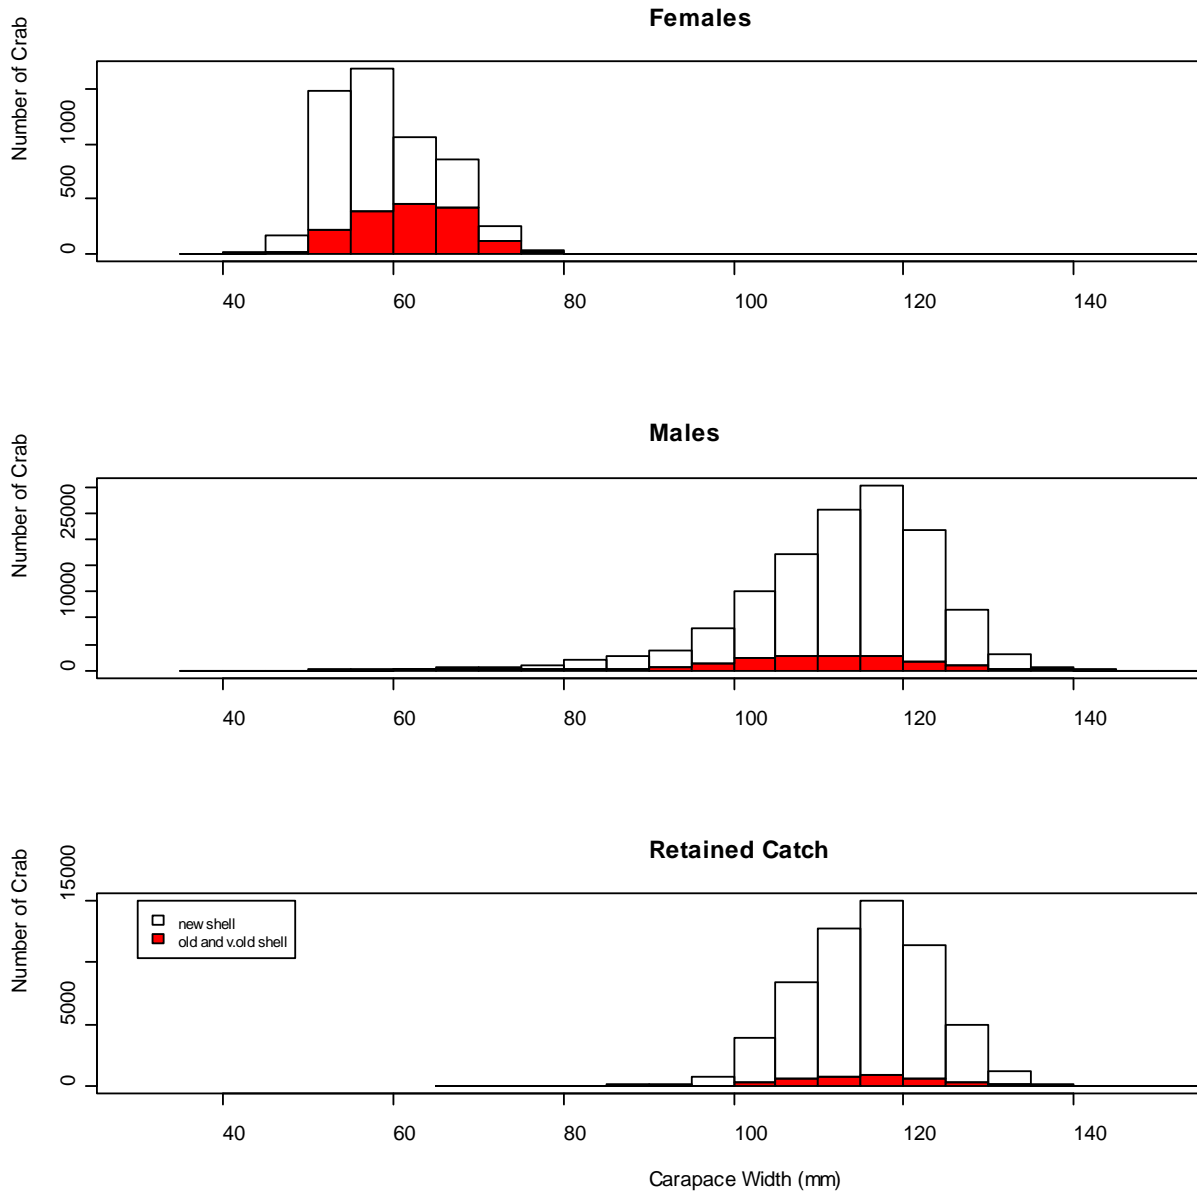 Females
Number of Crab
1000
500
0
40 60 80 100 120 140
Males
Number of Crab
25000
10000
0
40 60 80 100 120 140
Retained Catch
Number of Crab
15000
5000
0
new shell
old and v.old shell
40 60 80 100 120 140
Carapace Width (mm)